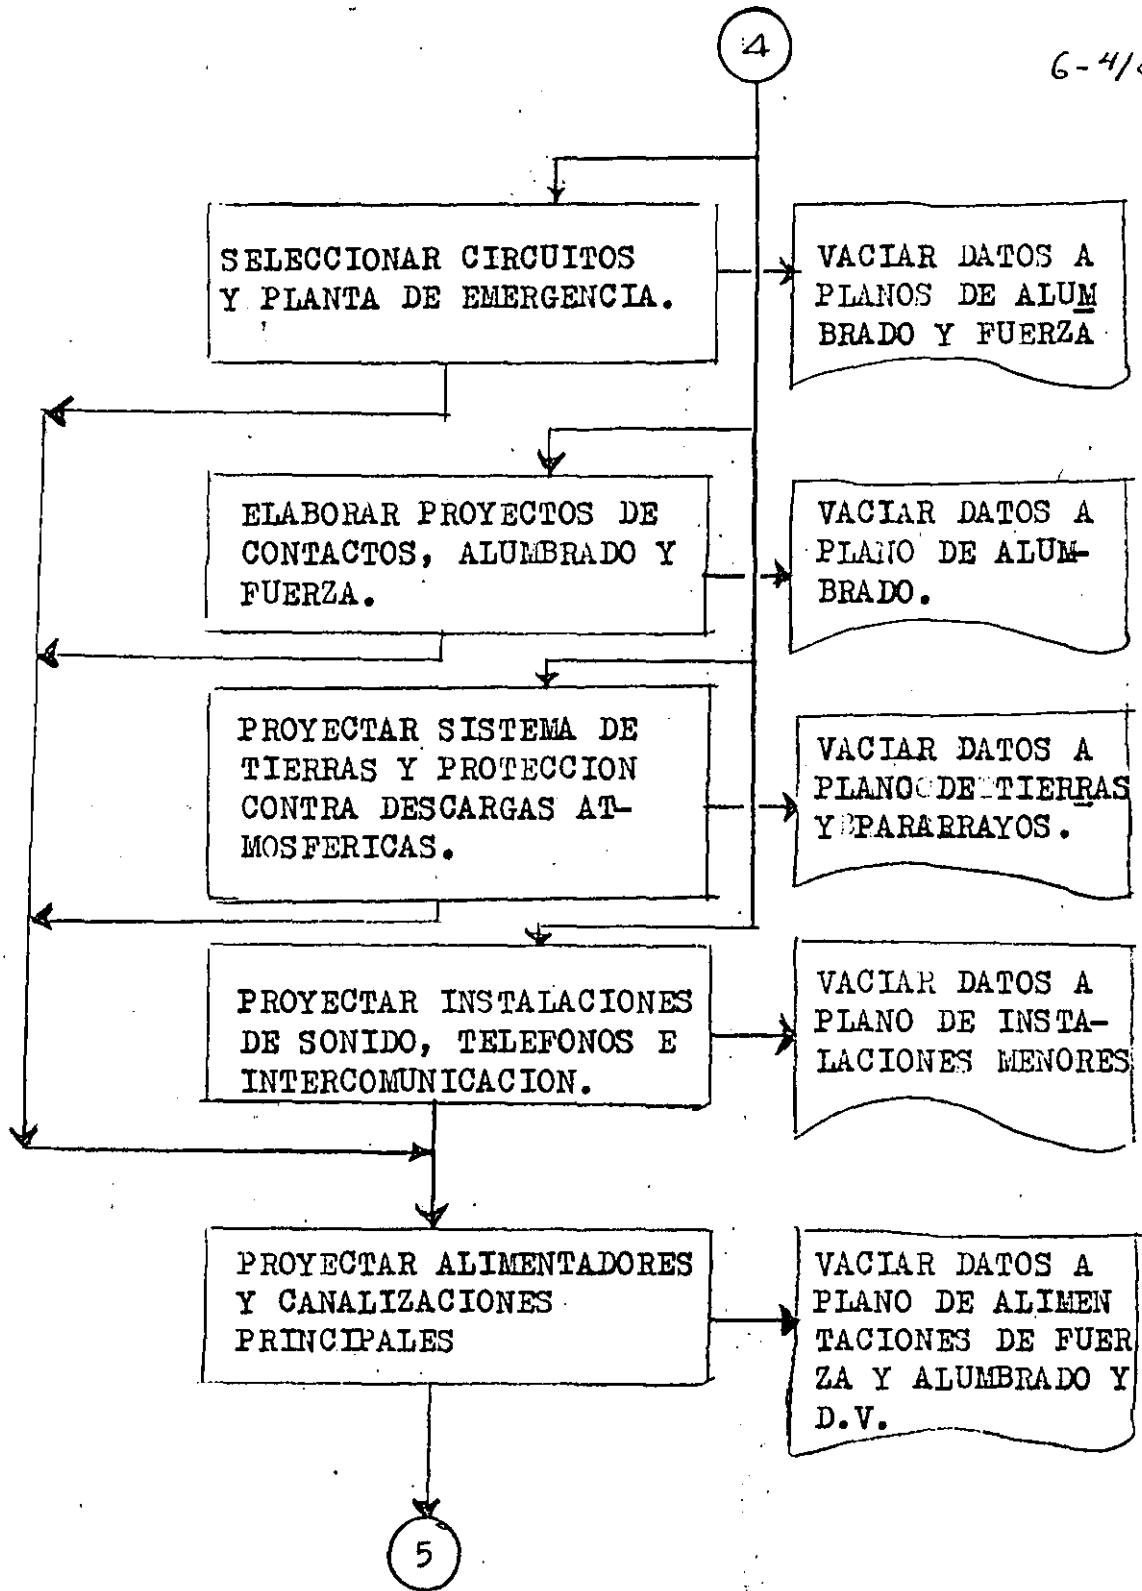 4
6-4/
SELECCIONAR CIRCUITOS
Y PLANTA DE EMERGENCIA.
VACIAR DATOS A
PLANOS DE ALUM
BRADO Y FUERZA
ELABORAR PROYECTOS DE
CONTACTOS, ALUMBRADO Y
FUERZA.
VACIAR DATOS A
PLANO DE ALUM-
BRADO.
PROYECTAR SISTEMA DE
TIERRAS Y PROTECCION
CONTRA DESCARGAS AT-
MOSFERICAS.
VACIAR DATOS A
PLANO DE TIERRAS
Y PARARRAYOS.
PROYECTAR INSTALACIONES
DE SONIDO, TELEFONOS E
INTERCOMUNICACION.
VACIAR DATOS A
PLANO DE INSTA-
LACIONES MENORES
PROYECTAR ALIMENTADORES
Y CANALIZACIONES
PRINCIPALES
VACIAR DATOS A
PLANO DE ALIMEN
TACIONES DE FUER
ZA Y ALUMBRADO Y
D.V.
5